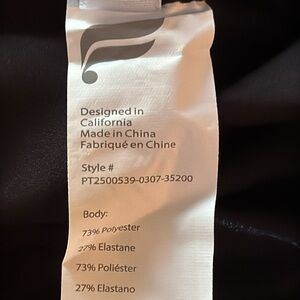 Designed in
California
Made in China
Fabriqué en Chine
Style #
PT2500539-0307-35200
Body:
73% Polyester
27% Elastane
73% Poliéster
27% Elastano